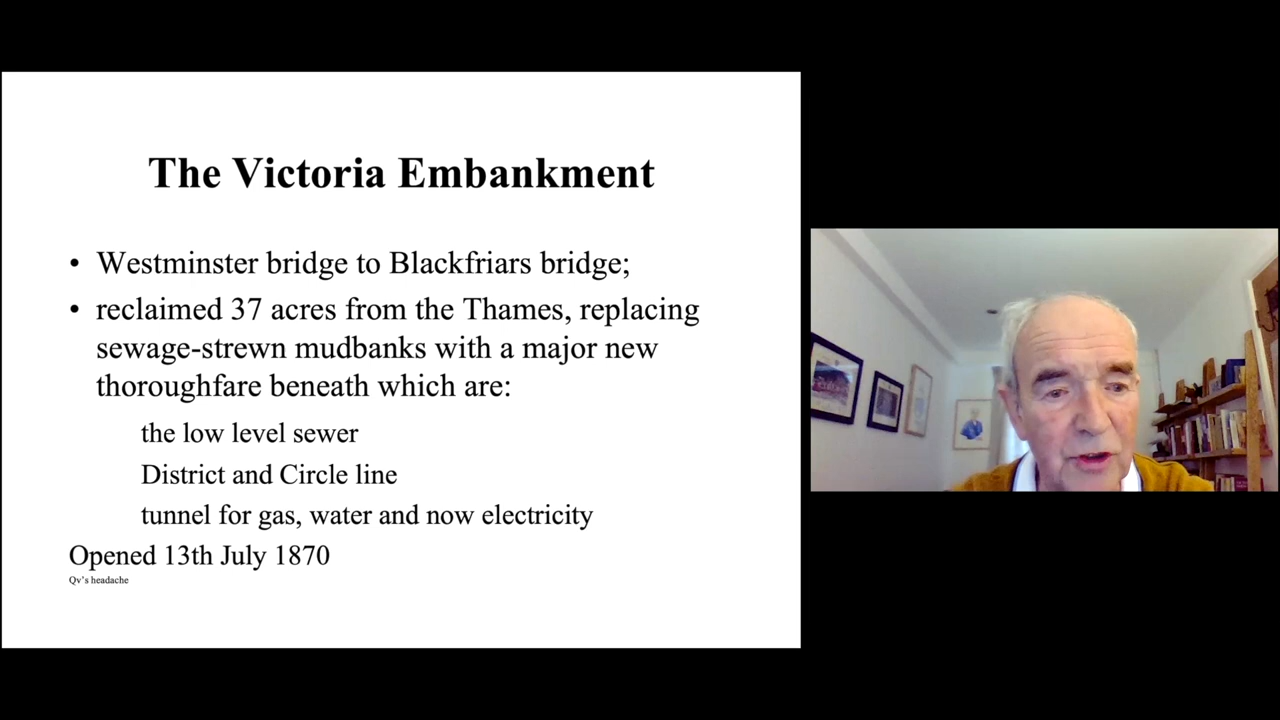 The Victoria Embankment
• Westminster bridge to Blackfriars bridge;
• reclaimed 37 acres from the Thames, replacing
sewage-strewn mudbanks with a major new
thoroughfare beneath which are:
the low level sewer
District and Circle line
tunnel for gas, water and now electricity
Opened 13th July 1870
Qv's headache